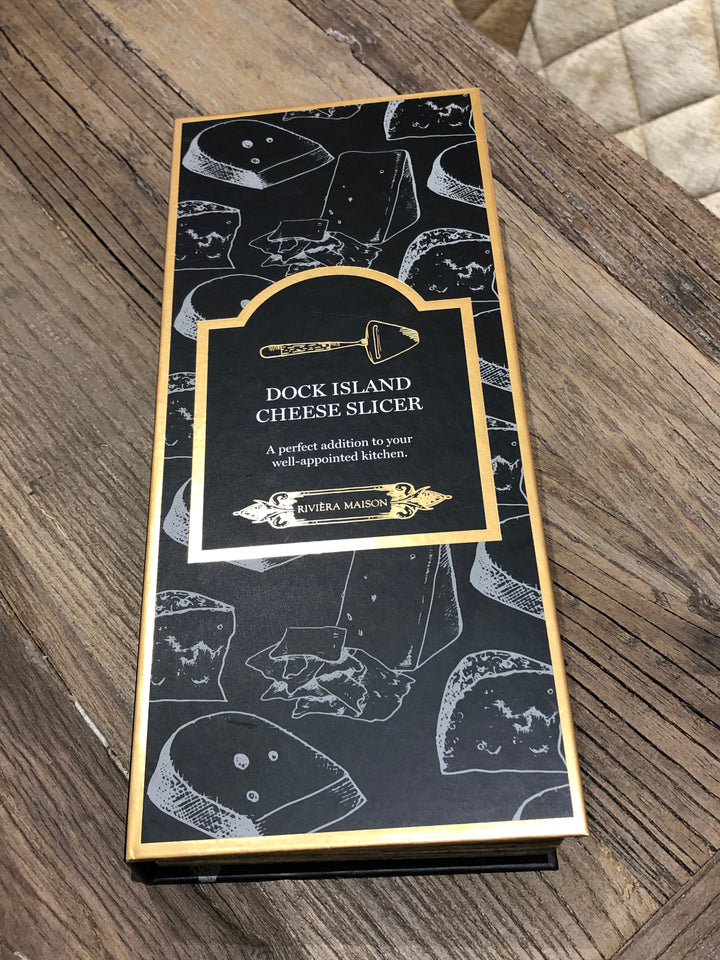 DOCK ISLAND
CHEESE SLICER
A perfect addition to your
well-appointed kitchen.
RIVIÈRA MAISON